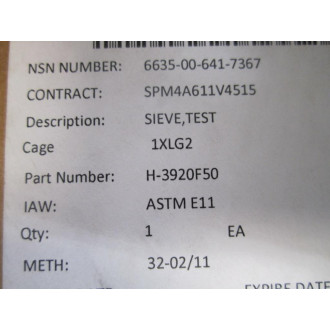 NSN NUMBER: 6635-00-641-7367
CONTRACT: SPM4A611V4515
Description: SIEVE,TEST
Cage 1XLG2
Part Number: H-3920F50
IAW: ASTM E11
Qty: 1 EA
METH: 32-02/11
EXPIRE DATE